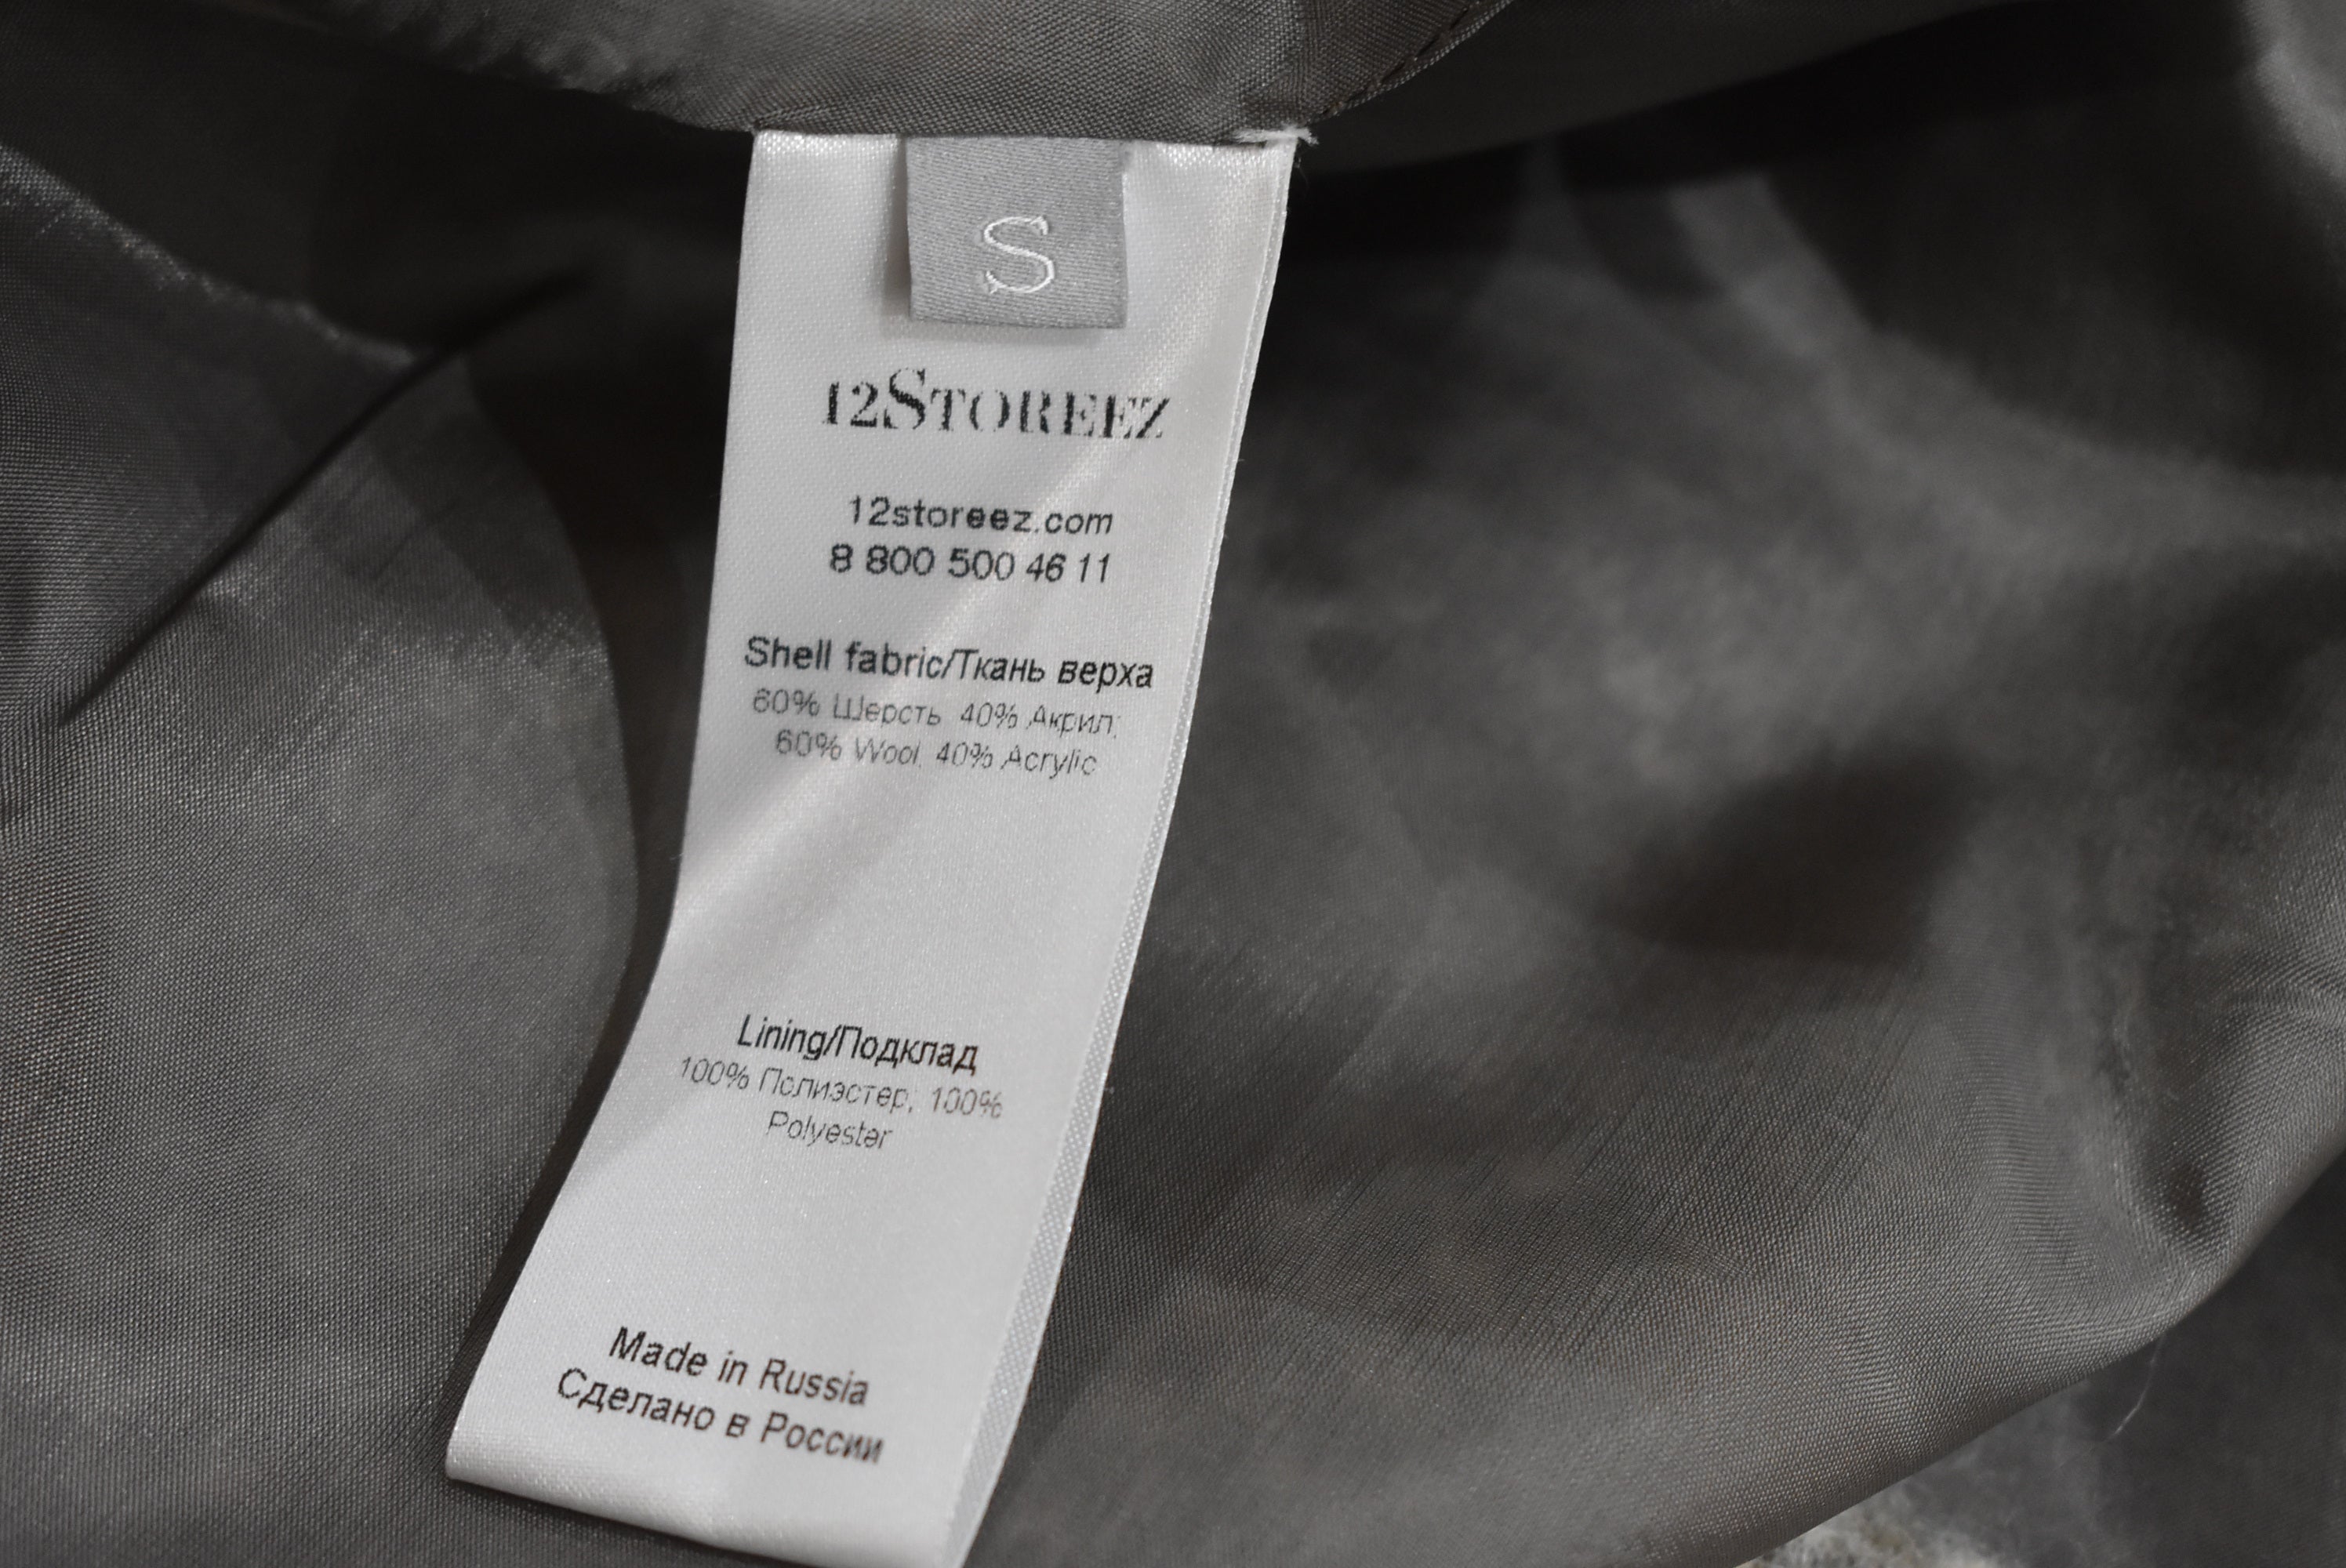 S
12STOREEZ
12storeez.com
8 800 500 46 11
Shell fabric/Ткань верха
60% Шерсть, 40% Акрил;
60% Wool, 40% Acrylic
Lining/Подклад
100% Полиэстер; 100%
Polyester
Made in Russia
Сделано в России